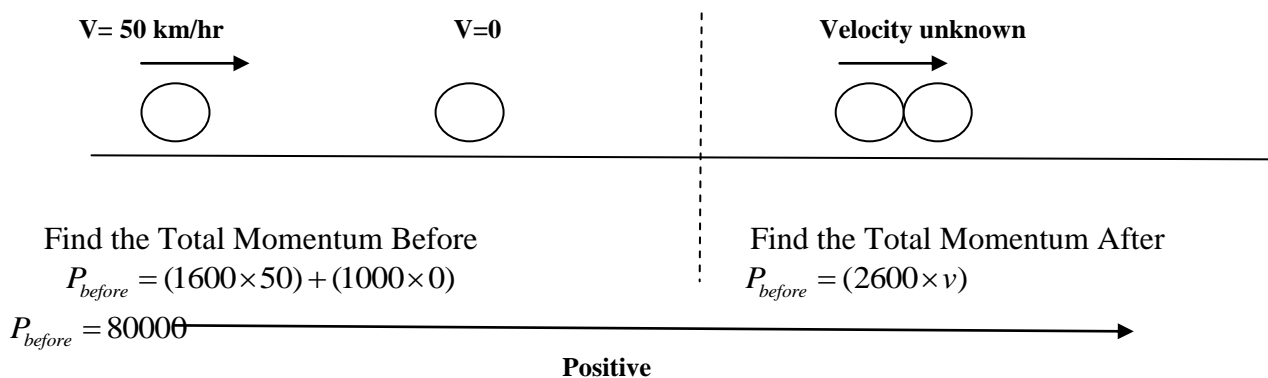 V= 50 km/hr V=0 Velocity unknown
Find the Total Momentum Before
P_before = (1600×50)+(1000×0)
P_before = 80000
Find the Total Momentum After
P_before = (2600×v)
Positive